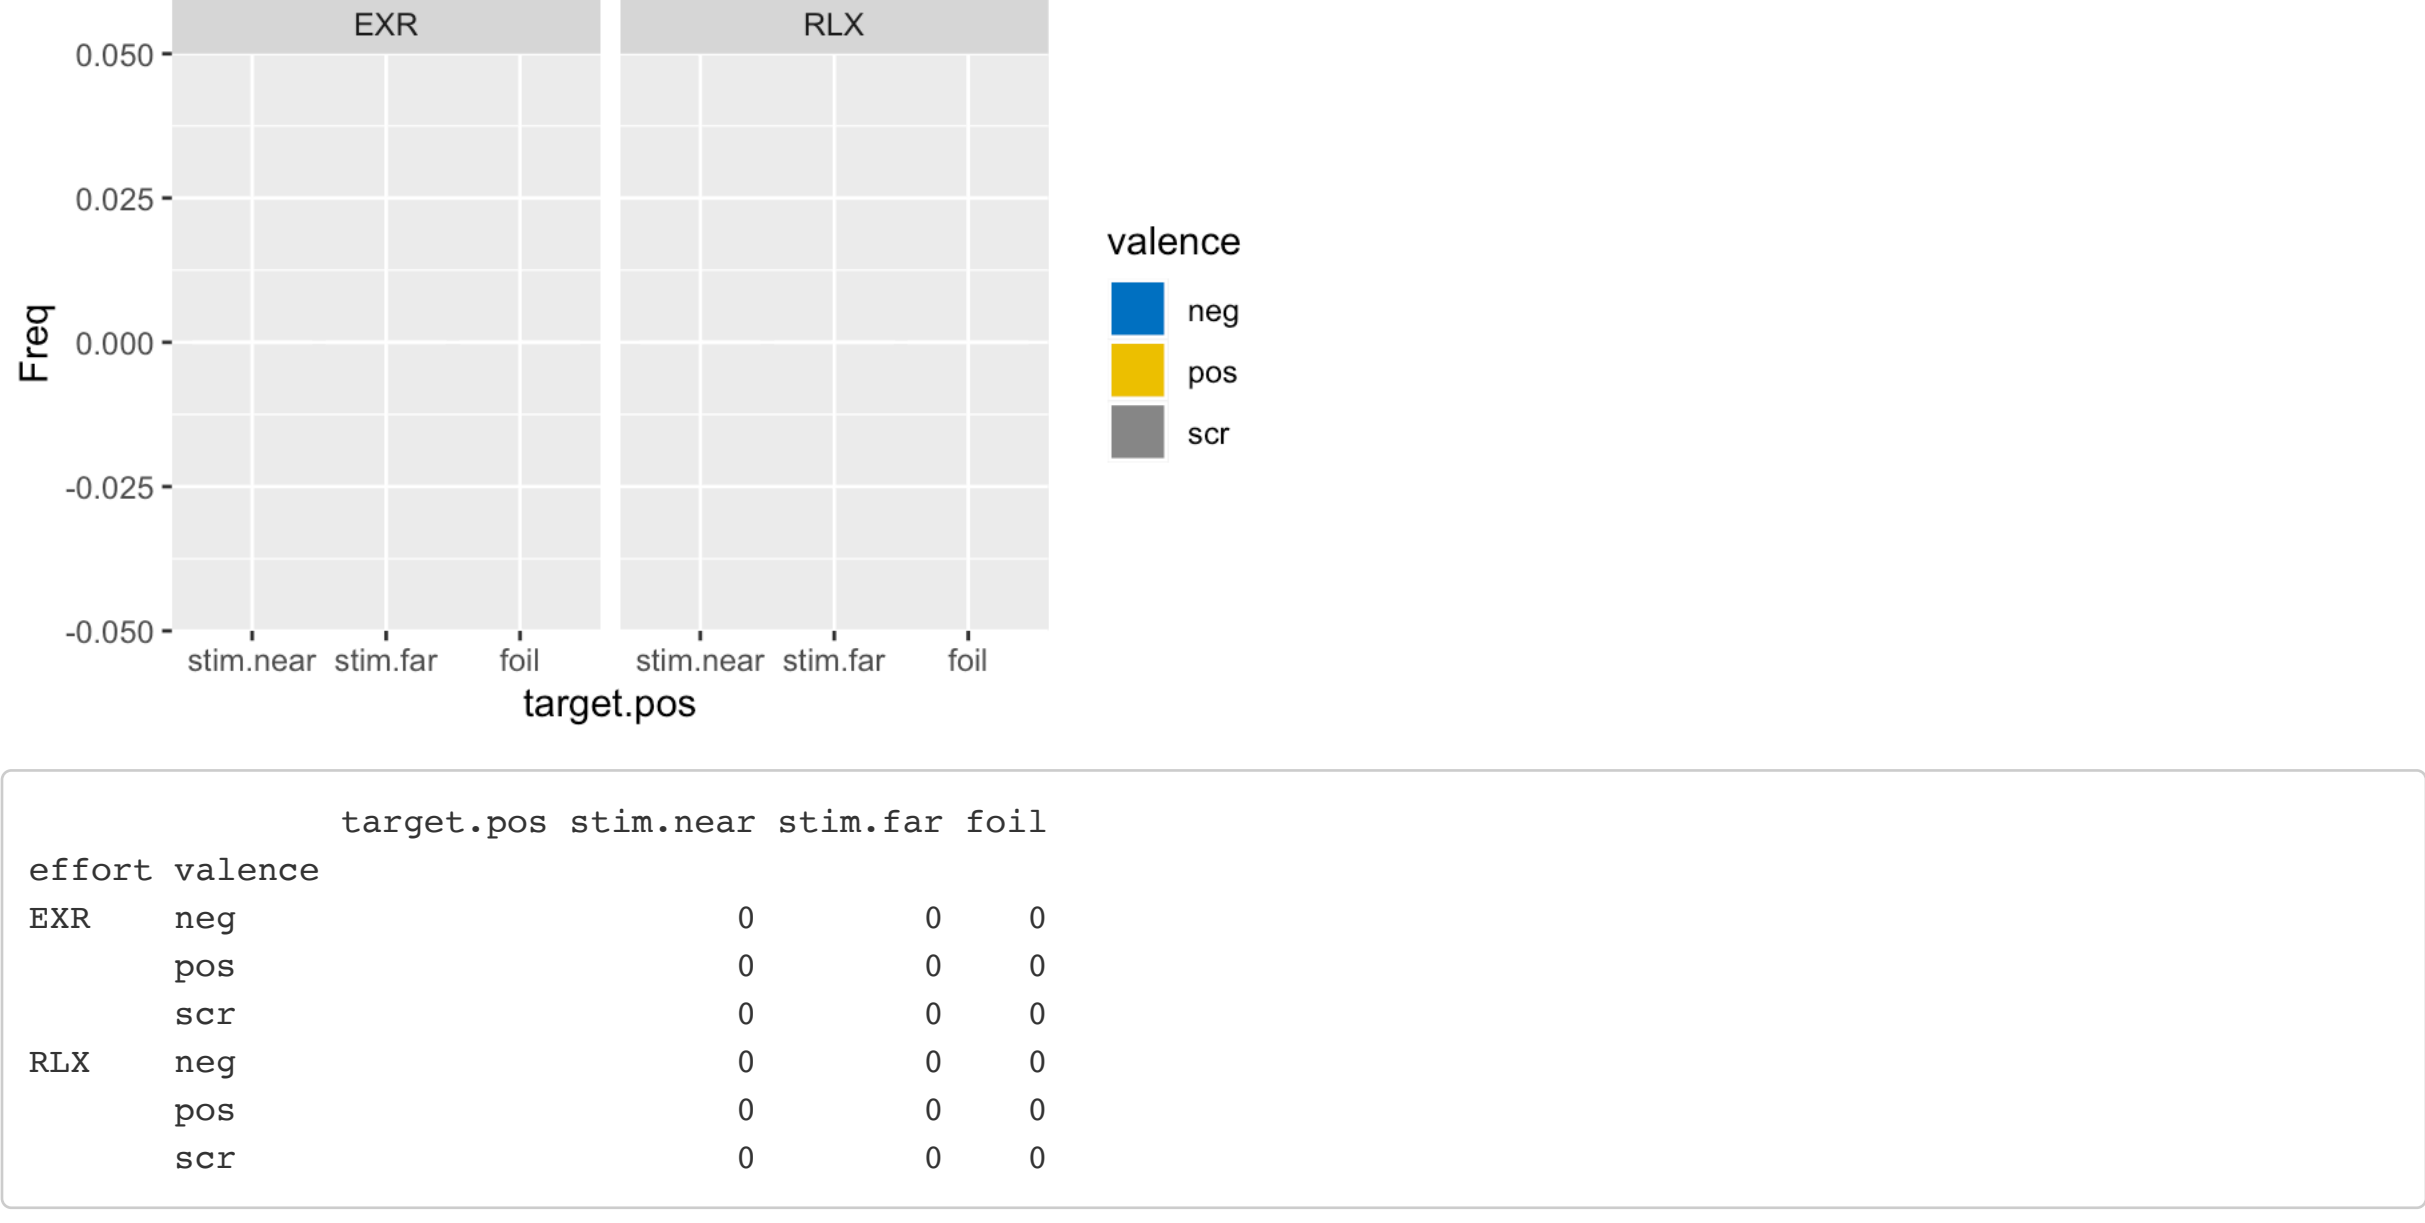 EXR RLX
0.050
0.025
valence
neg
Freq 0.000
pos
scr
-0.025
-0.050
stim.near stim.far foil stim.near stim.far foil
target.pos
target.pos stim.near stim.far foil
effort valence
EXR neg 0 0 0
pos 0 0 0
scr 0 0 0
RLX neg 0 0 0
pos 0 0 0
scr 0 0 0